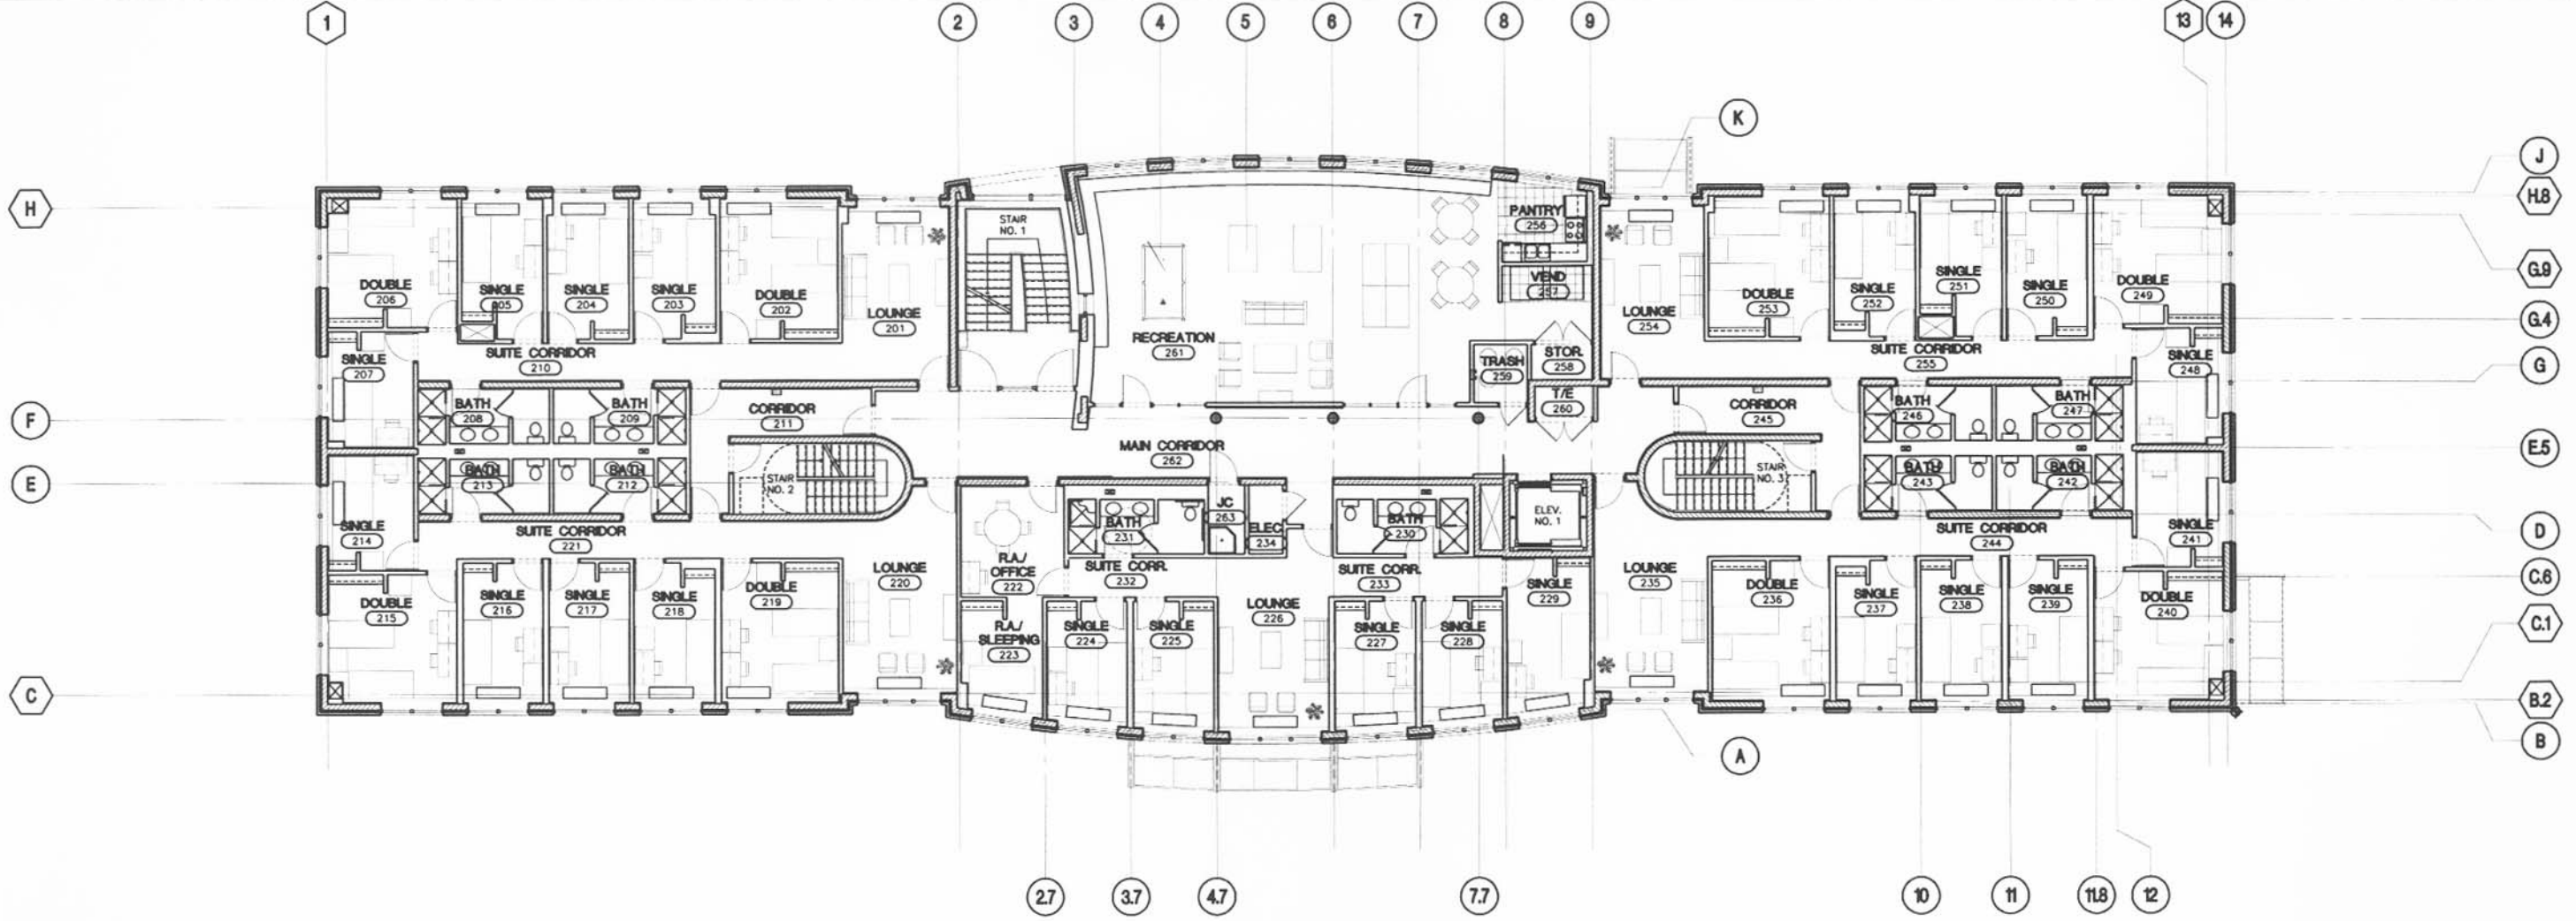 1
2
3
4
5
6
7
8
9
13
14
K
J
H
H.8
G.9
G.4
G
F
E.5
E
D
C.6
C.1
C
B.2
B
A
2.7
3.7
4.7
7.7
10
11
11.8
12
DOUBLE
206
SINGLE
205
SINGLE
204
SINGLE
203
DOUBLE
202
LOUNGE
201
STAIR
NO. 1
RECREATION
261
PANTRY
256
VEND
257
STOR.
258
TRASH
259
T/E
260
LOUNGE
254
DOUBLE
253
SINGLE
252
SINGLE
251
SINGLE
250
DOUBLE
249
SINGLE
207
SUITE CORRIDOR
210
SUITE CORRIDOR
255
SINGLE
248
BATH
208
BATH
209
CORRIDOR
211
MAIN CORRIDOR
262
CORRIDOR
245
BATH
246
BATH
247
BATH
213
BATH
212
STAIR
NO. 2
STAIR
NO. 3
BATH
243
BATH
242
SINGLE
214
SUITE CORRIDOR
221
R.A./
OFFICE
222
BATH
231
JC
263
ELEC
234
BATH
230
ELEV.
NO. 1
SUITE CORRIDOR
244
SINGLE
241
DOUBLE
215
SINGLE
216
SINGLE
217
SINGLE
218
DOUBLE
219
LOUNGE
220
R.A./
SLEEPING
223
SUITE CORR.
232
SINGLE
224
SINGLE
225
LOUNGE
226
SUITE CORR.
233
SINGLE
227
SINGLE
228
SINGLE
229
LOUNGE
235
DOUBLE
236
SINGLE
237
SINGLE
238
SINGLE
239
DOUBLE
240